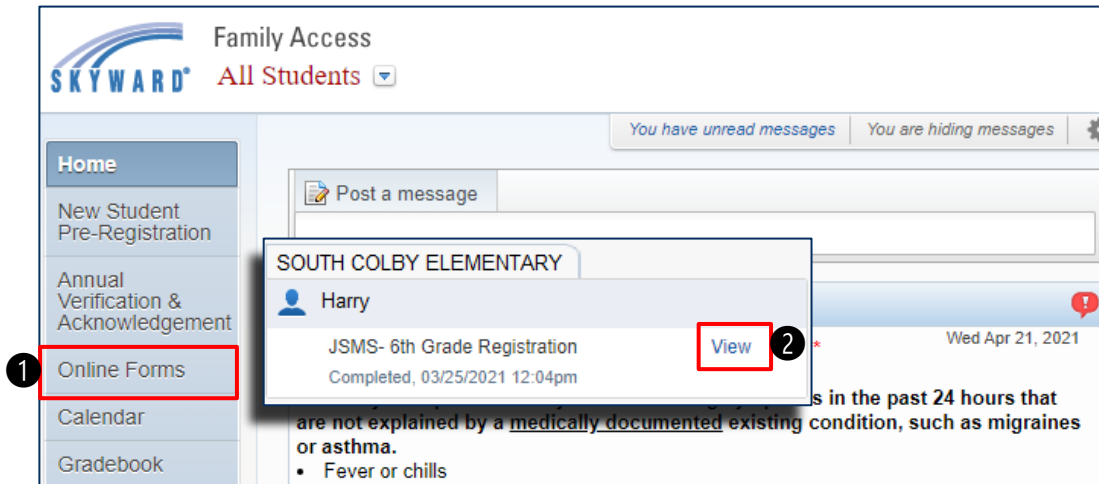 Family Access
SKYWARD®
All Students
You have unread messages
You are hiding messages
Home
New Student
Pre-Registration
Annual
Verification &
Acknowledgement
1
Online Forms
Calendar
Gradebook
Post a message
SOUTH COLBY ELEMENTARY
Harry
JSMS- 6th Grade Registration
View
2
Completed, 03/25/2021 12:04pm
*
Wed Apr 21, 2021
in the past 24 hours that
are not explained by a medically documented existing condition, such as migraines
or asthma.
• Fever or chills